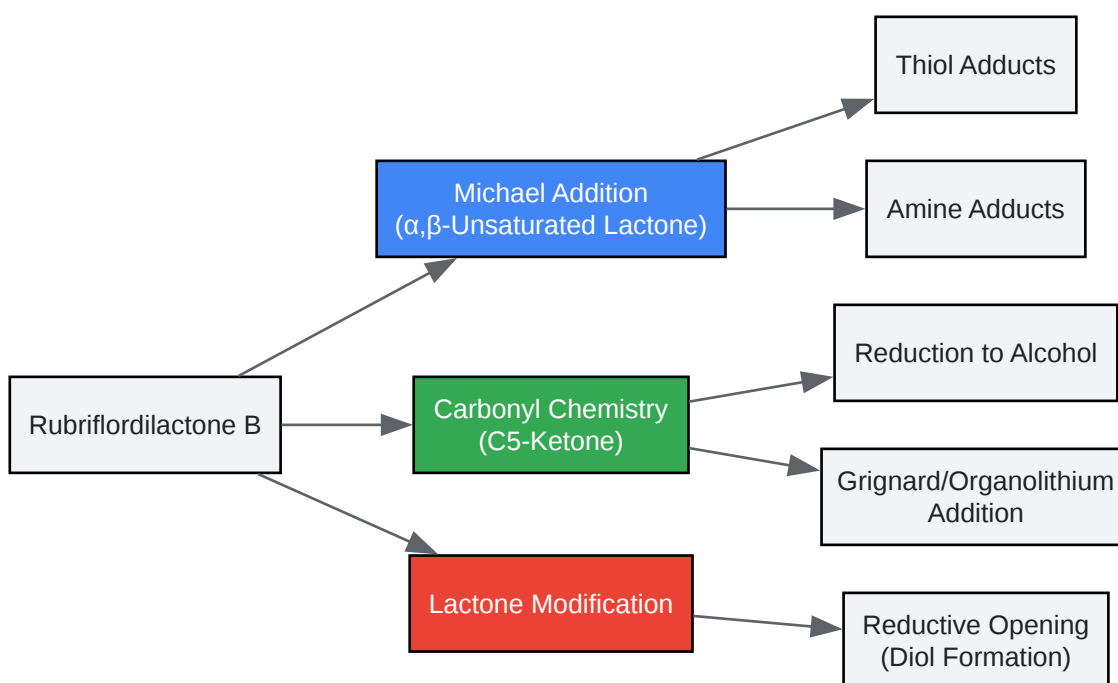 Thiol Adducts
Michael Addition
(α,β-Unsaturated Lactone)
Amine Adducts
Reduction to Alcohol
Rubriflordilactone B
Carbonyl Chemistry
(C5-Ketone)
Grignard/Organolithium
Addition
Lactone Modification
Reductive Opening
(Diol Formation)